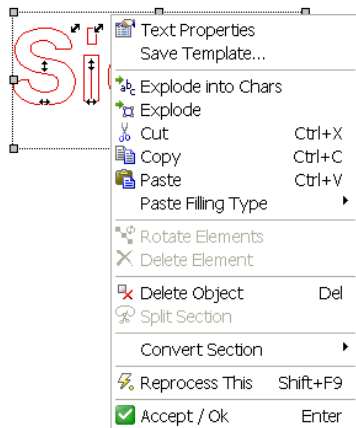 Si
Text Properties
Save Template...
Explode into Chars
Explode
Cut Ctrl+X
Copy Ctrl+C
Paste Ctrl+V
Paste Filling Type
Rotate Elements
Delete Element
Delete Object Del
Split Section
Convert Section
Reprocess This Shift+F9
Accept / Ok Enter